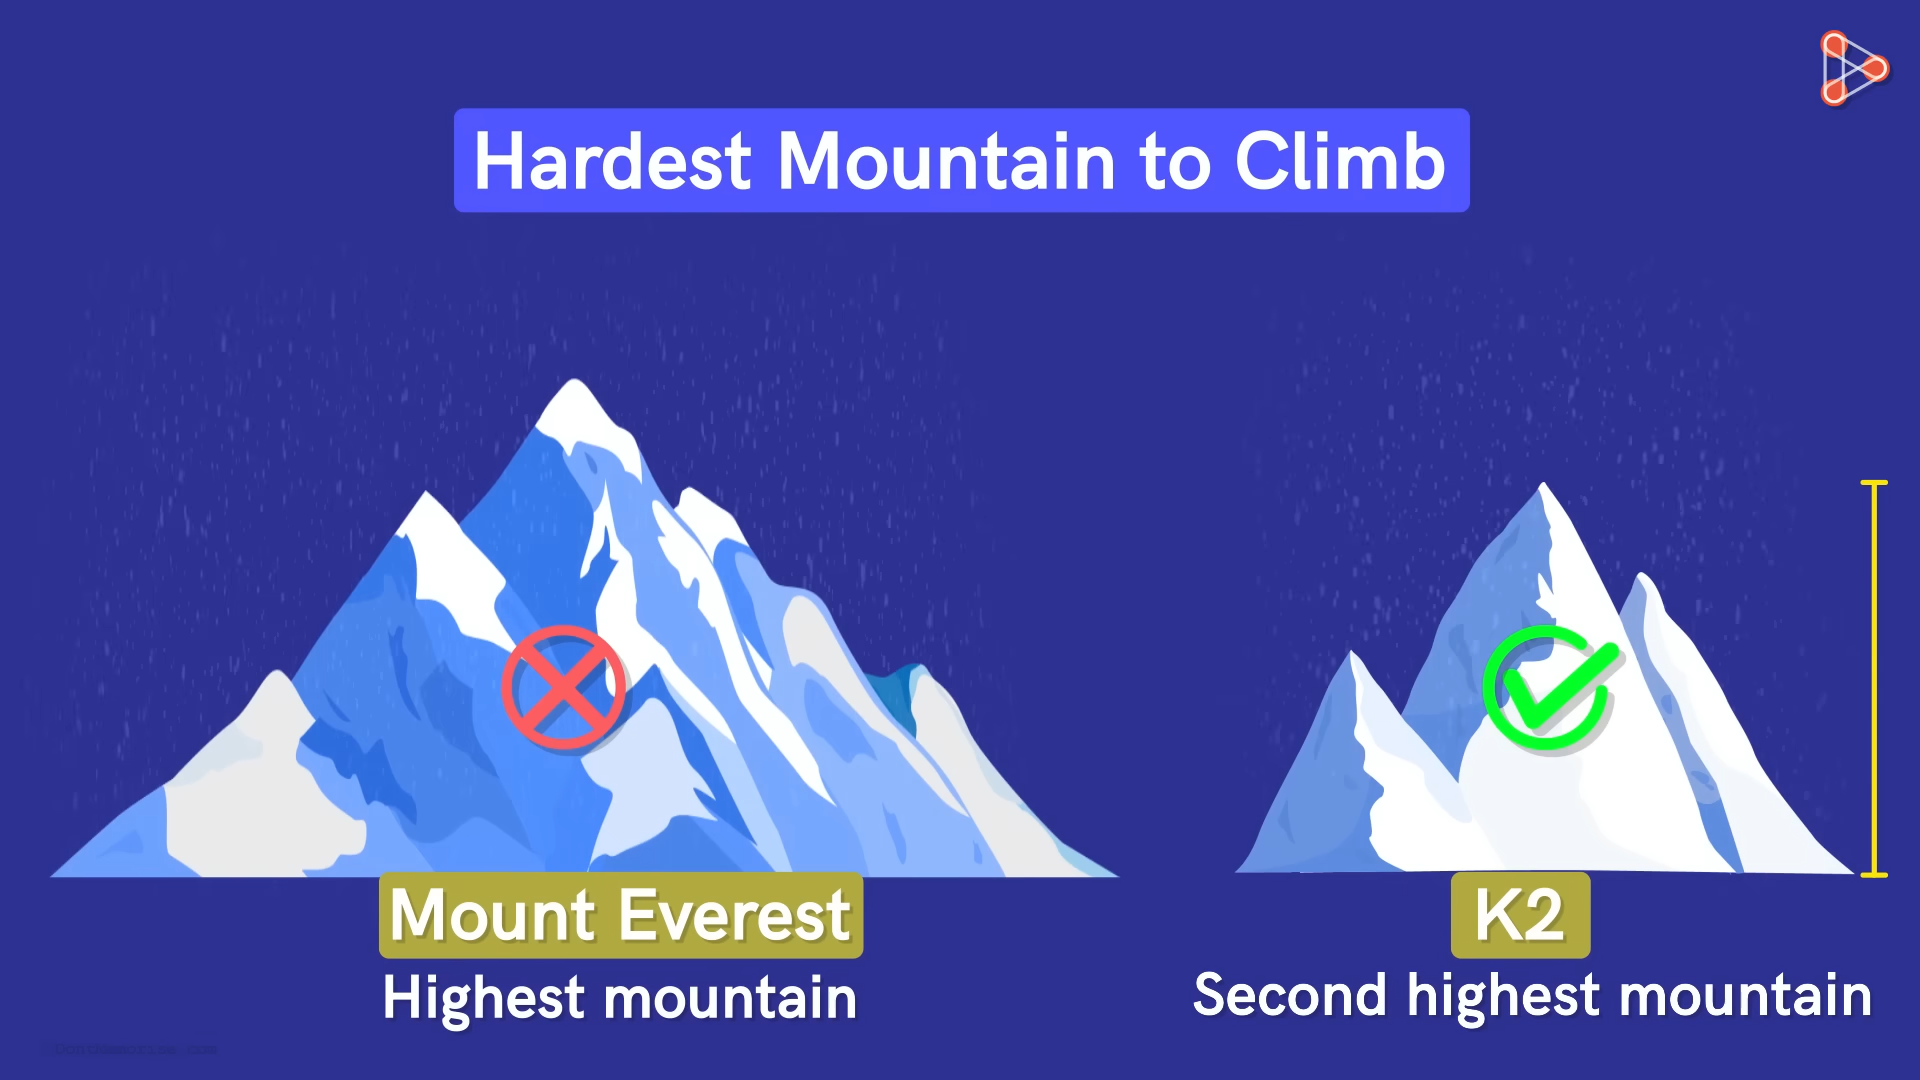 Hardest Mountain to Climb
Mount Everest
Highest mountain
K2
Second highest mountain